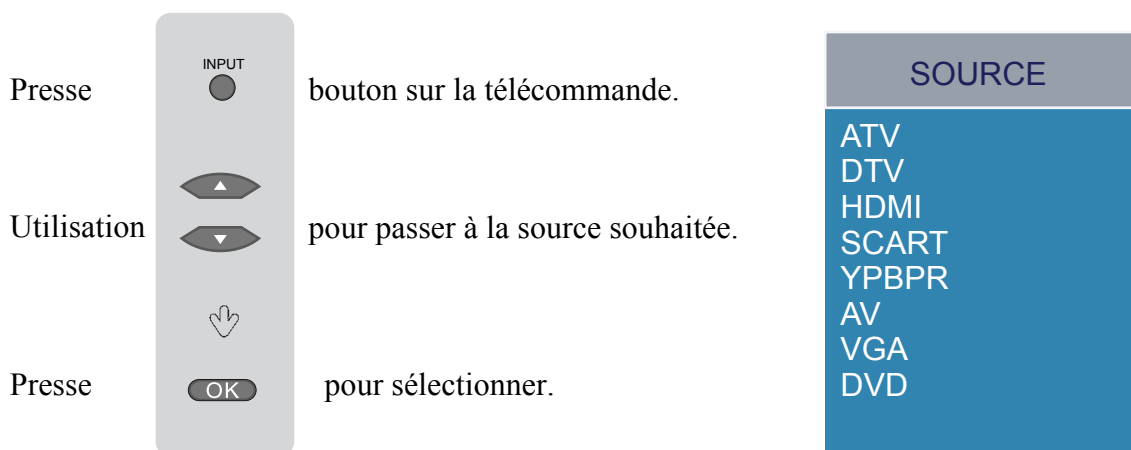 Presse INPUT bouton sur la télécommande.
Utilisation pour passer à la source souhaitée.
Presse OK pour sélectionner.
SOURCE
ATV
DTV
HDMI
SCART
YPBPR
AV
VGA
DVD